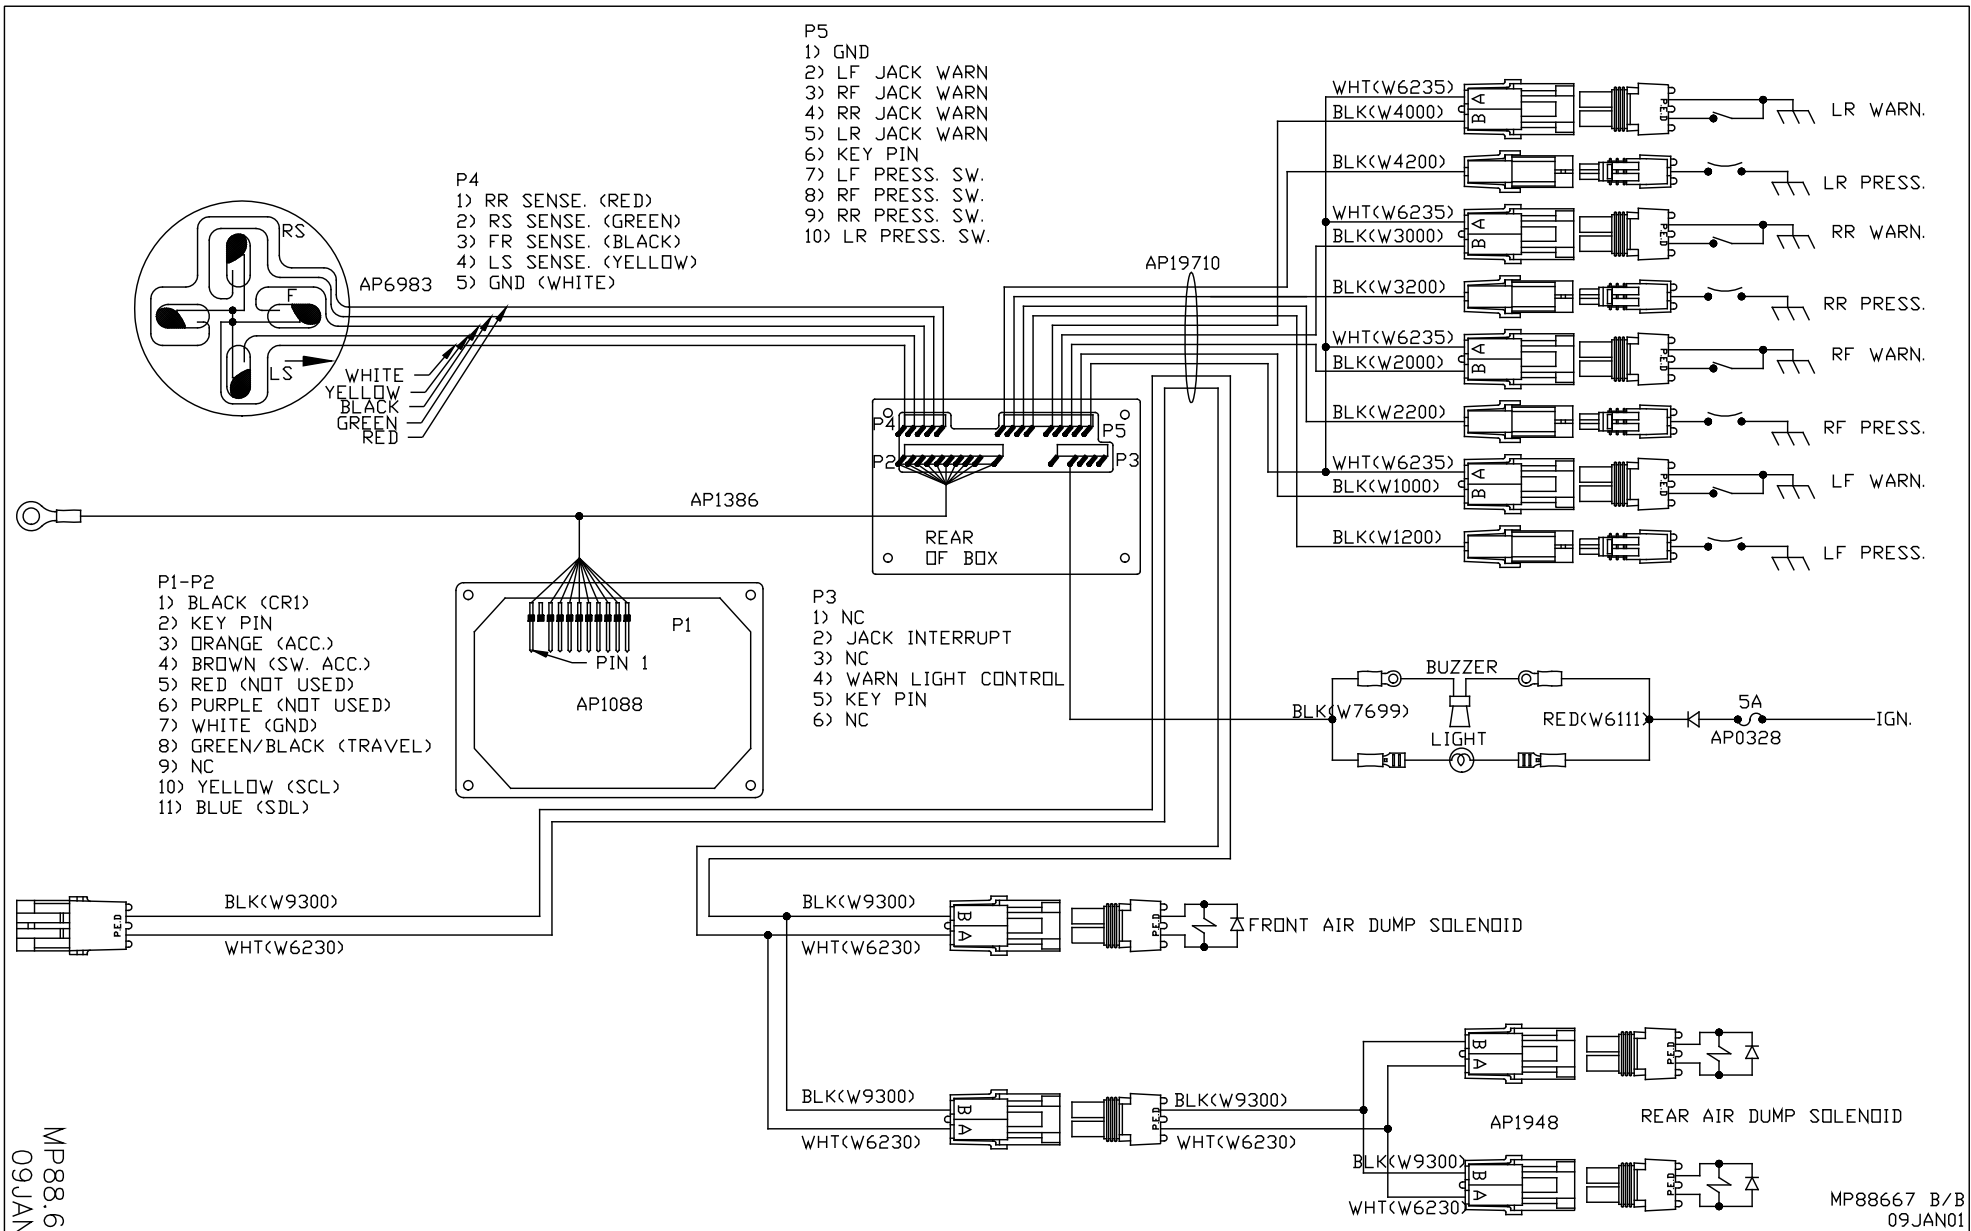 P5
1) GND
2) LF JACK WARN
3) RF JACK WARN
4) RR JACK WARN
5) LR JACK WARN
6) KEY PIN
7) LF PRESS. SW.
8) RF PRESS. SW.
9) RR PRESS. SW.
10) LR PRESS. SW.
P4
1) RR SENSE. (RED)
2) RS SENSE. (GREEN)
3) FR SENSE. (BLACK)
4) LS SENSE. (YELLOW)
5) GND (WHITE)
RS
F
LS
AP6983
WHITE
YELLOW
BLACK
GREEN
RED
AP19710
WHT(W6235)
BLK(W4000)
A
B
P.E.D
LR WARN.
BLK(W4200)
LR PRESS.
WHT(W6235)
BLK(W3000)
A
B
P.E.D
RR WARN.
BLK(W3200)
RR PRESS.
WHT(W6235)
BLK(W2000)
A
B
P.E.D
RF WARN.
BLK(W2200)
RF PRESS.
WHT(W6235)
BLK(W1000)
A
B
P.E.D
LF WARN.
BLK(W1200)
LF PRESS.
P4
P5
P2
P3
REAR
OF BOX
AP1386
P1-P2
1) BLACK (CR1)
2) KEY PIN
3) ORANGE (ACC.)
4) BROWN (SW. ACC.)
5) RED (NOT USED)
6) PURPLE (NOT USED)
7) WHITE (GND)
8) GREEN/BLACK (TRAVEL)
9) NC
10) YELLOW (SCL)
11) BLUE (SDL)
P1
PIN 1
AP1088
P3
1) NC
2) JACK INTERRUPT
3) NC
4) WARN LIGHT CONTROL
5) KEY PIN
6) NC
BUZZER
BLK(W7699)
RED(W6111)
LIGHT
5A
AP0328
IGN.
P.E.D
BLK(W9300)
WHT(W6230)
BLK(W9300)
WHT(W6230)
B
A
P.E.D
FRONT AIR DUMP SOLENOID
BLK(W9300)
WHT(W6230)
B
A
P.E.D
BLK(W9300)
WHT(W6230)
B
A
P.E.D
AP1948
REAR AIR DUMP SOLENOID
BLK(W9300)
WHT(W6230)
B
A
P.E.D
MP88667 B/B
09JAN01
MP88.6
09JAN